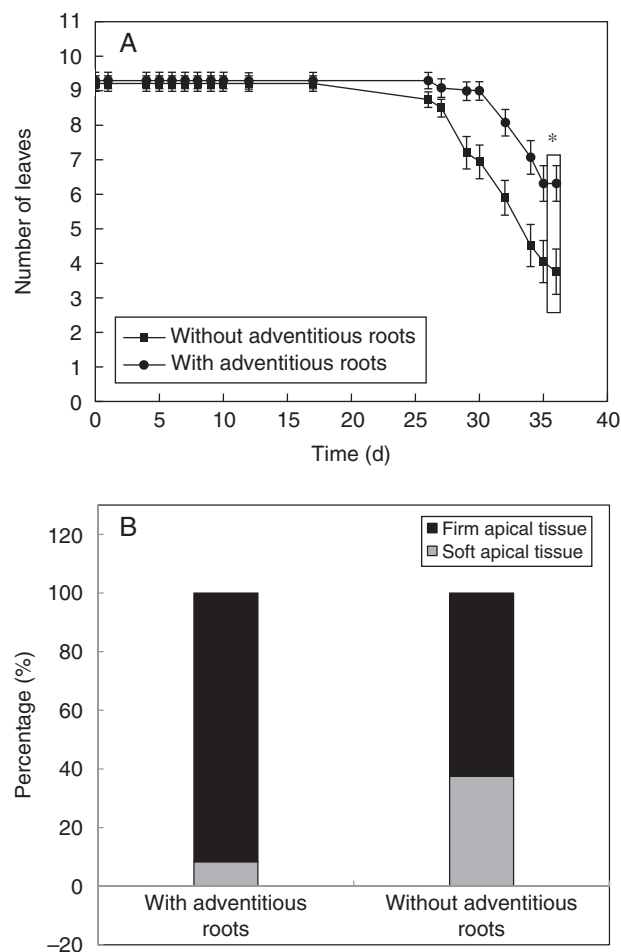 A
11
10
9
8
7
6
5
4
3
2
1
0
Number of leaves
*
Without adventitious roots
With adventitious roots
0 5 10 15 20 25 30 35 40
Time (d)
B
120
100
80
60
40
20
0
–20
Percentage (%)
Firm apical tissue
Soft apical tissue
With adventitious
roots
Without adventitious
roots